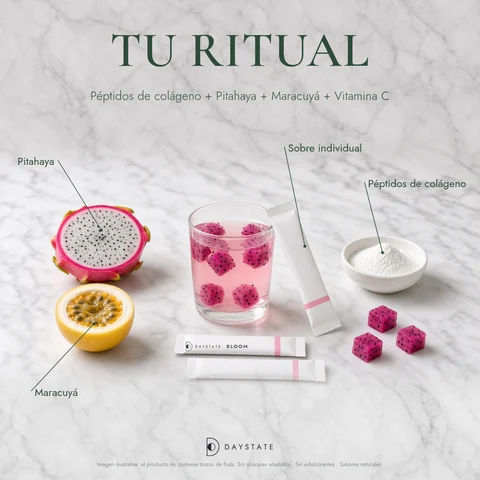 TU RITUAL
Péptidos de colágeno + Pitahaya + Maracuyá + Vitamina C
Sobre individual
Pitahaya
Péptidos de colágeno
DAYSTATE BLOOM
Maracuyá
DAYSTATE
Imagen ilustrativa: el producto no contiene trozos de fruta. Sin azúcares añadidos · Sin edulcorantes · Sabores naturales